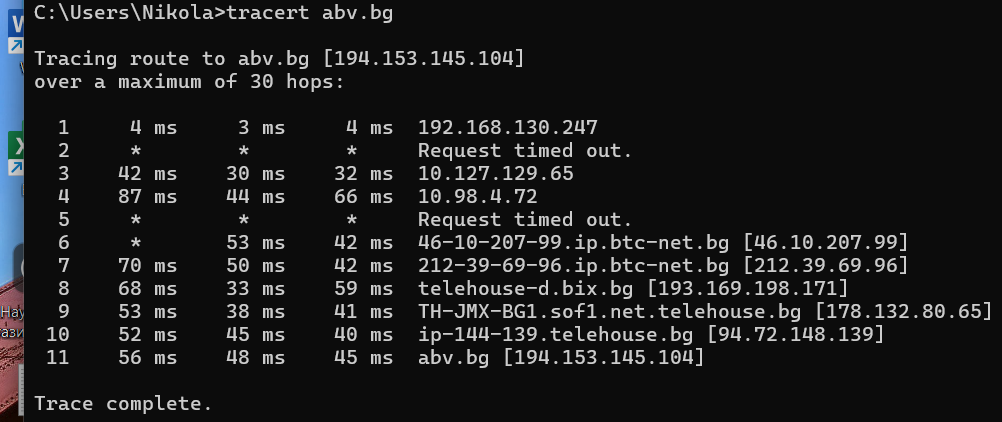 C:\Users\Nikola>tracert abv.bg
Tracing route to abv.bg [194.153.145.104]
over a maximum of 30 hops:
1 4 ms 3 ms 4 ms 192.168.130.247
2 * * * Request timed out.
3 42 ms 30 ms 32 ms 10.127.129.65
4 87 ms 44 ms 66 ms 10.98.4.72
5 * * * Request timed out.
6 * 53 ms 42 ms 46-10-207-99.ip.btc-net.bg [46.10.207.99]
7 70 ms 50 ms 42 ms 212-39-69-96.ip.btc-net.bg [212.39.69.96]
8 68 ms 33 ms 59 ms telehouse-d.bix.bg [193.169.198.171]
9 53 ms 38 ms 41 ms TH-JMX-BG1.sof1.net.telehouse.bg [178.132.80.65]
10 52 ms 45 ms 40 ms ip-144-139.telehouse.bg [94.72.148.139]
11 56 ms 48 ms 45 ms abv.bg [194.153.145.104]
Trace complete.